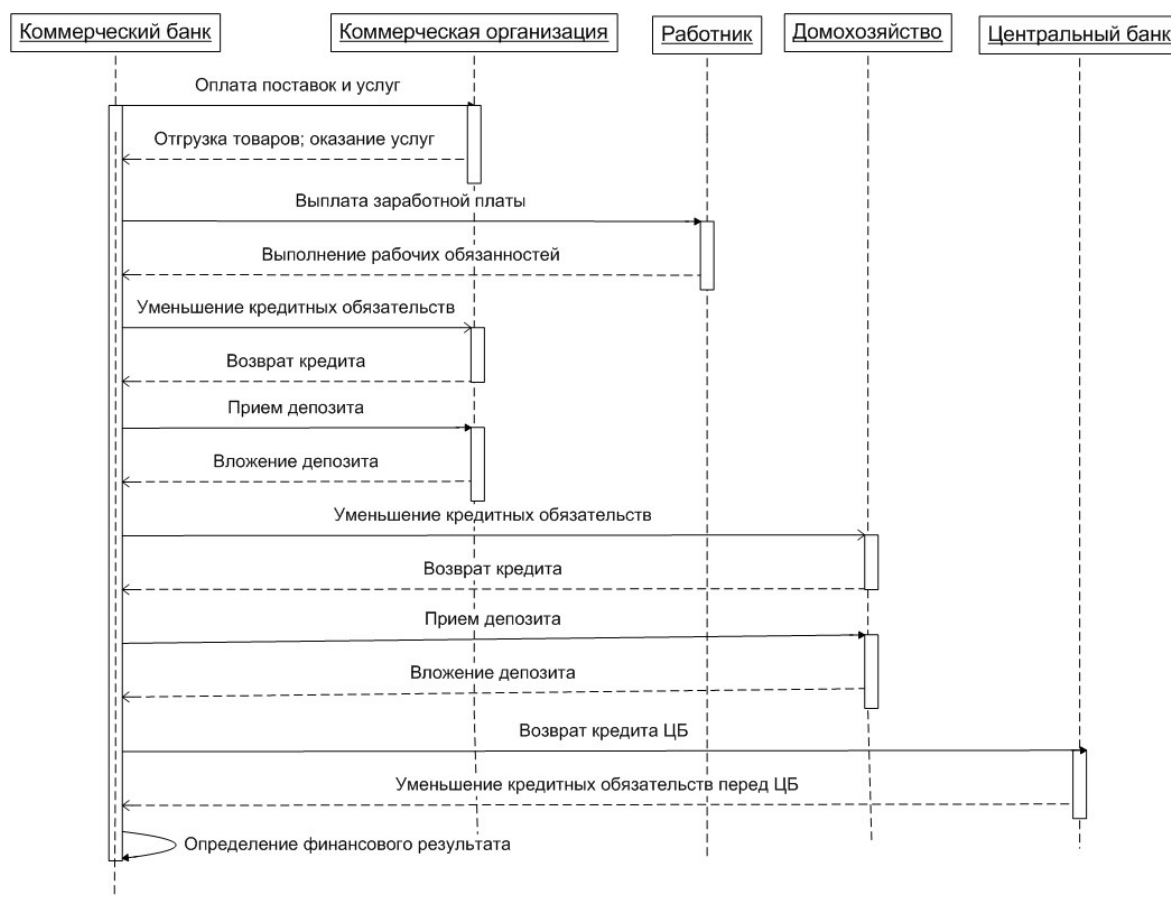 Коммерческий банк
Коммерческая организация
Работник
Домохозяйство
Центральный банк
Оплата поставок и услуг
Отгрузка товаров; оказание услуг
Выплата заработной платы
Выполнение рабочих обязанностей
Уменьшение кредитных обязательств
Возврат кредита
Прием депозита
Вложение депозита
Уменьшение кредитных обязательств
Возврат кредита
Прием депозита
Вложение депозита
Возврат кредита ЦБ
Уменьшение кредитных обязательств перед ЦБ
Определение финансового результата